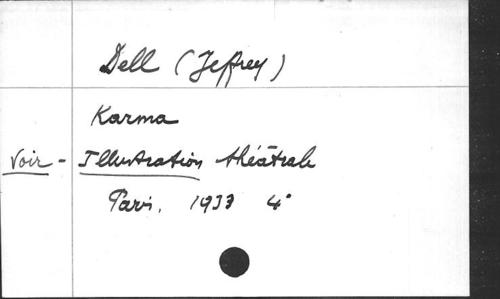 Dell (Jeffrey)
Karma
Voir - Illustration théâtrale
Paris, 1933 4°